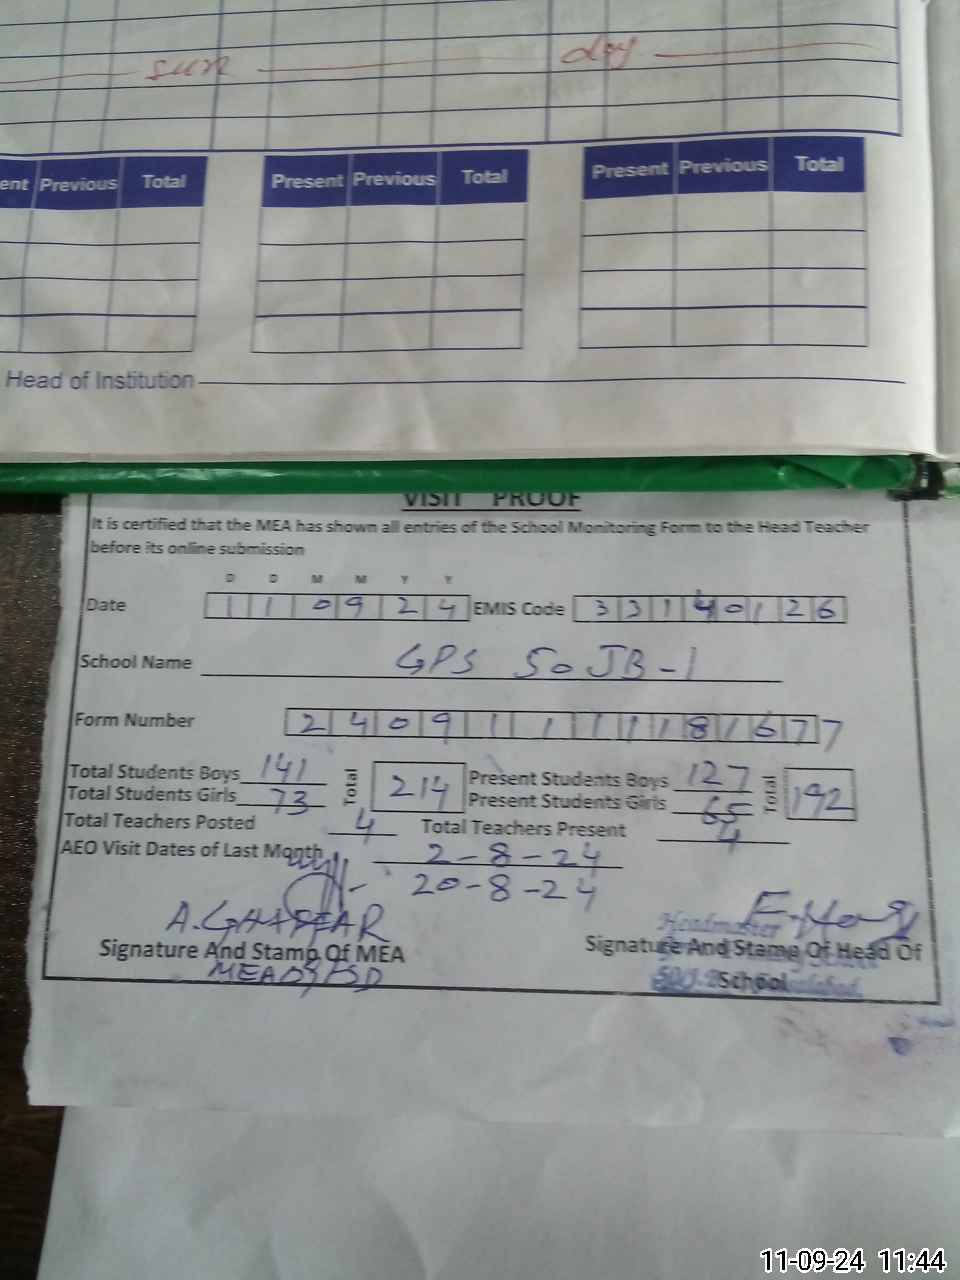 sun day
ent Previous Total Present Previous Total Present Previous Total
Head of Institution
VISIT PROOF
It is certified that the MEA has shown all entries of the School Monitoring Form to the Head Teacher
before its online submission
D D M M Y Y
Date 1 1 0 9 2 4 EMIS Code 3 3 1 4 0 1 2 6
School Name GPS 50 JB-1
Form Number 2 4 0 9 1 1 1 1 1 8 1 6 7 7
Total Students Boys 141 Total 214 Present Students Boys 127 Total 192
Total Students Girls 73 Present Students Girls 65
Total Teachers Posted 4 Total Teachers Present 4
AEO Visit Dates of Last Month 2-8-24
20-8-24
A.GHAFFAR Headmaster
Signature And Stamp Of MEA Signature And Stamp Of Head Of
School
11-09-24 11:44